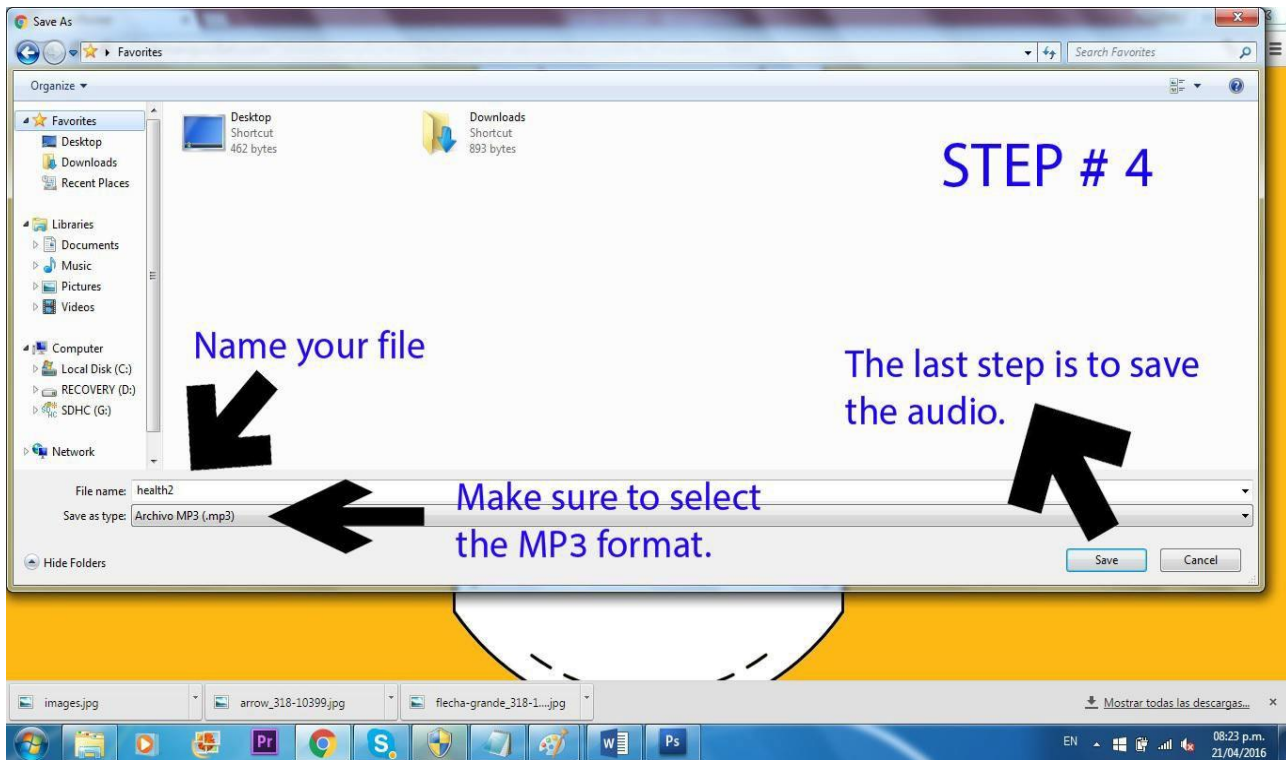 Save As
Favorites
Search Favorites
Organize
Favorites
Desktop
Downloads
Recent Places
Libraries
Documents
Music
Pictures
Videos
Computer
Local Disk (C:)
RECOVERY (D:)
SDHC (G:)
Network
Desktop
Shortcut
462 bytes
Downloads
Shortcut
893 bytes
STEP # 4
Name your file
The last step is to save
the audio.
File name: health2
Save as type: Archivo MP3 (.mp3)
Make sure to select
the MP3 format.
Hide Folders
Save
Cancel
images.jpg
arrow_318-10399.jpg
flecha-grande_318-1....jpg
Mostrar todas las descargas...
Pr
S
W
Ps
EN
08:23 p.m.
21/04/2016